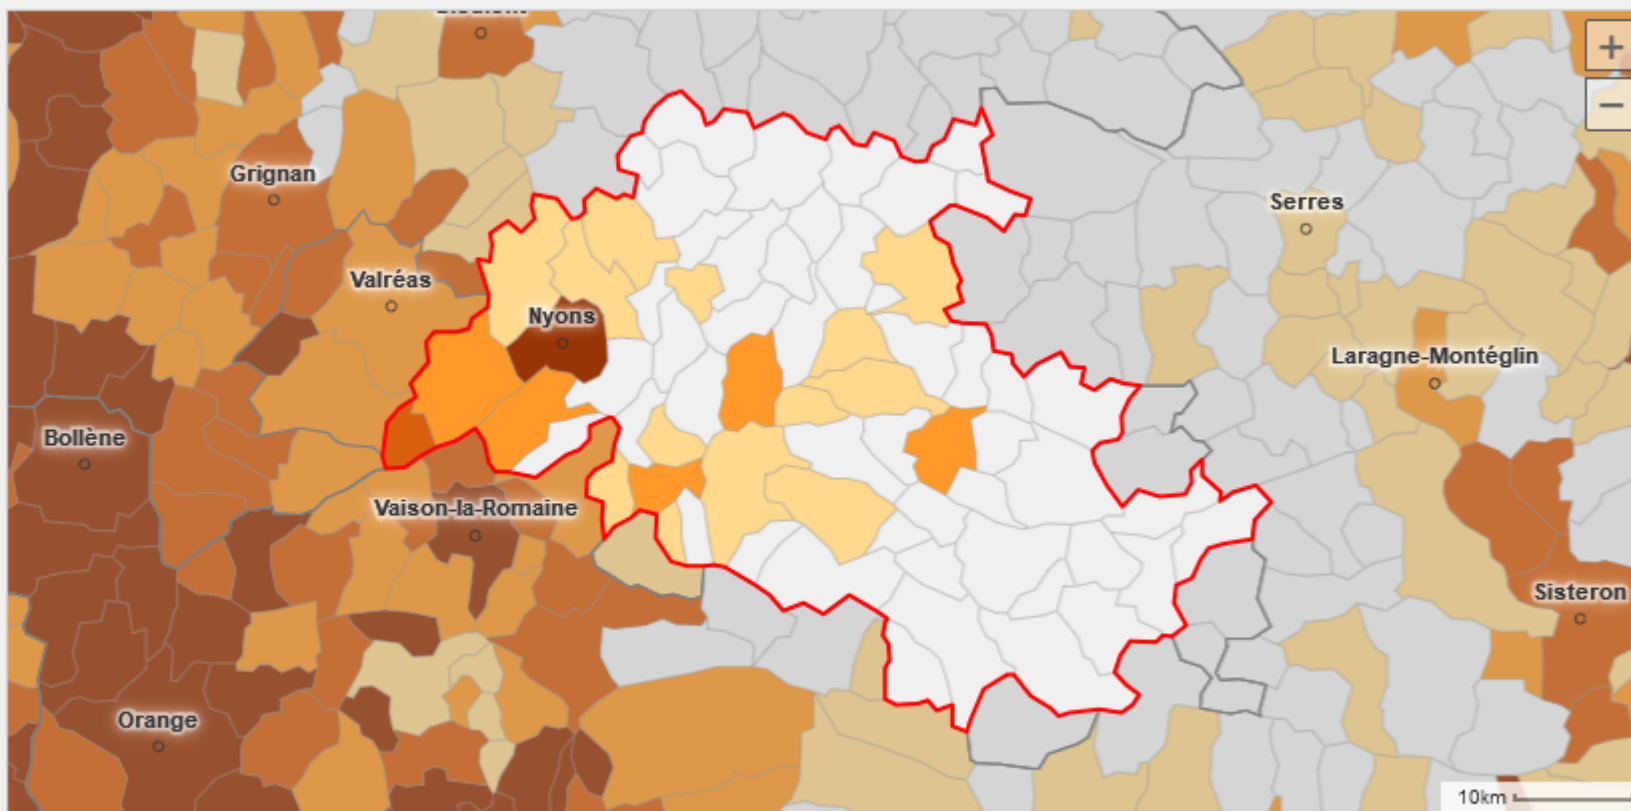 +
Grignan
Serres
Valréas
Nyons
Laragne-Montéglin
Bollène
Vaison-la-Romaine
Sisteron
Orange
10km